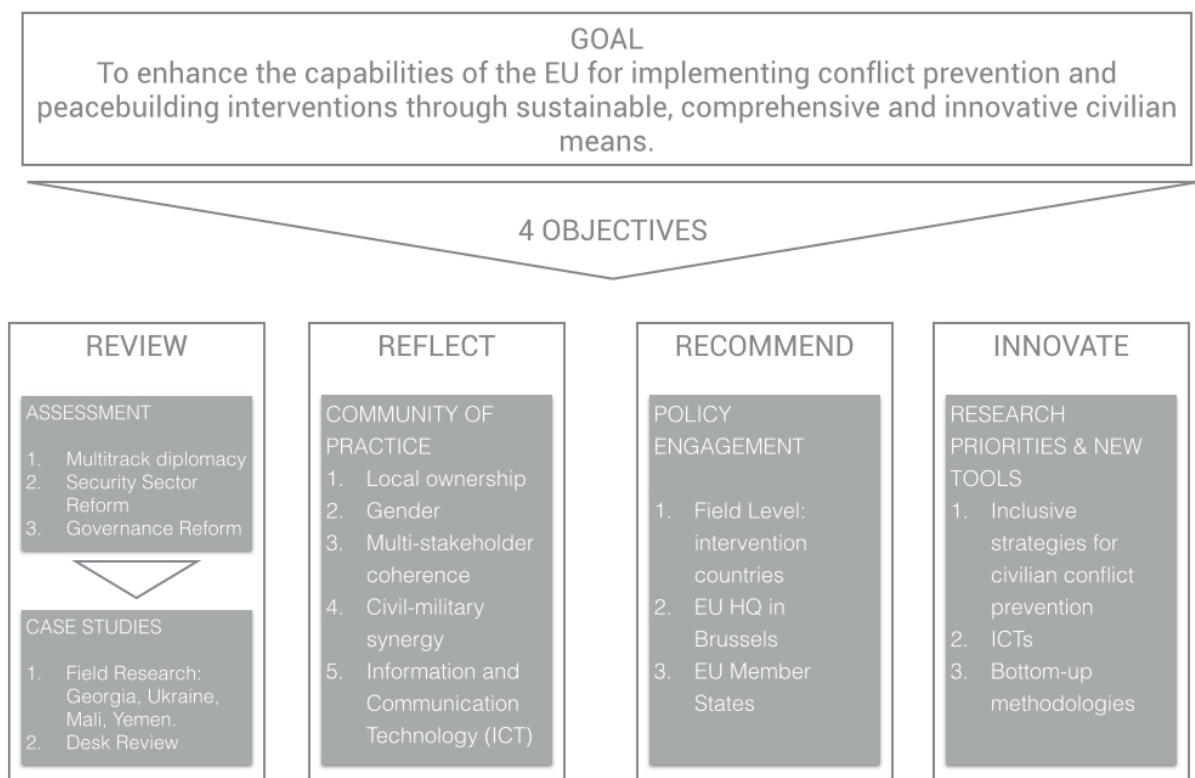 GOAL
To enhance the capabilities of the EU for implementing conflict prevention and
peacebuilding interventions through sustainable, comprehensive and innovative civilian
means.
4 OBJECTIVES
REVIEW
ASSESSMENT
1. Multitrack diplomacy
2. Security Sector
Reform
3. Governance Reform
CASE STUDIES
1. Field Research:
Georgia, Ukraine,
Mali, Yemen.
2. Desk Review
REFLECT
COMMUNITY OF
PRACTICE
1. Local ownership
2. Gender
3. Multi-stakeholder
coherence
4. Civil-military
synergy
5. Information and
Communication
Technology (ICT)
RECOMMEND
POLICY
ENGAGEMENT
1. Field Level:
intervention
countries
2. EU HQ in
Brussels
3. EU Member
States
INNOVATE
RESEARCH
PRIORITIES & NEW
TOOLS
1. Inclusive
strategies for
civilian conflict
prevention
2. ICTs
3. Bottom-up
methodologies